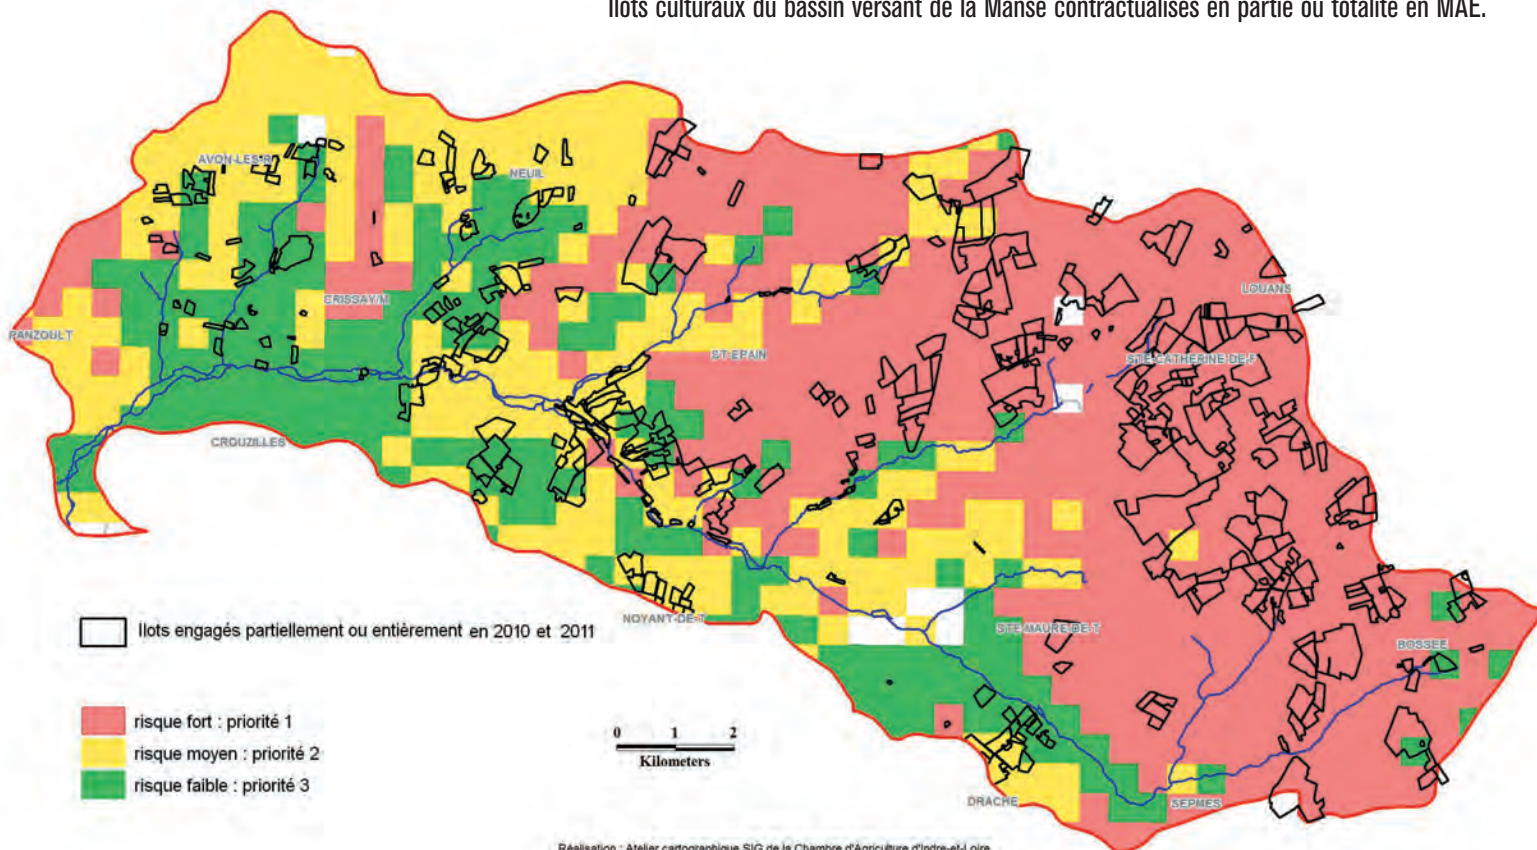 Ilots culturaux du bassin versant de la Manse contractualisés en partie ou totalité en MAE.
AVON-LES-R
NEUIL
CRISSAY/M
LOUANS
PANZOULT
ST-EPAIN
STE-CATHERINE-DE-F
CROUZILLES
NOYANT-DE-T
STE-MAURE-DE-T
BOSSEE
DRACHE
SEPMES
Ilots engagés partiellement ou entièrement en 2010 et 2011
risque fort : priorité 1
risque moyen : priorité 2
risque faible : priorité 3
0 1 2
Kilometers
Réalisation : Atelier cartographique SIG de la Chambre d'Agriculture d'Indre-et-Loire